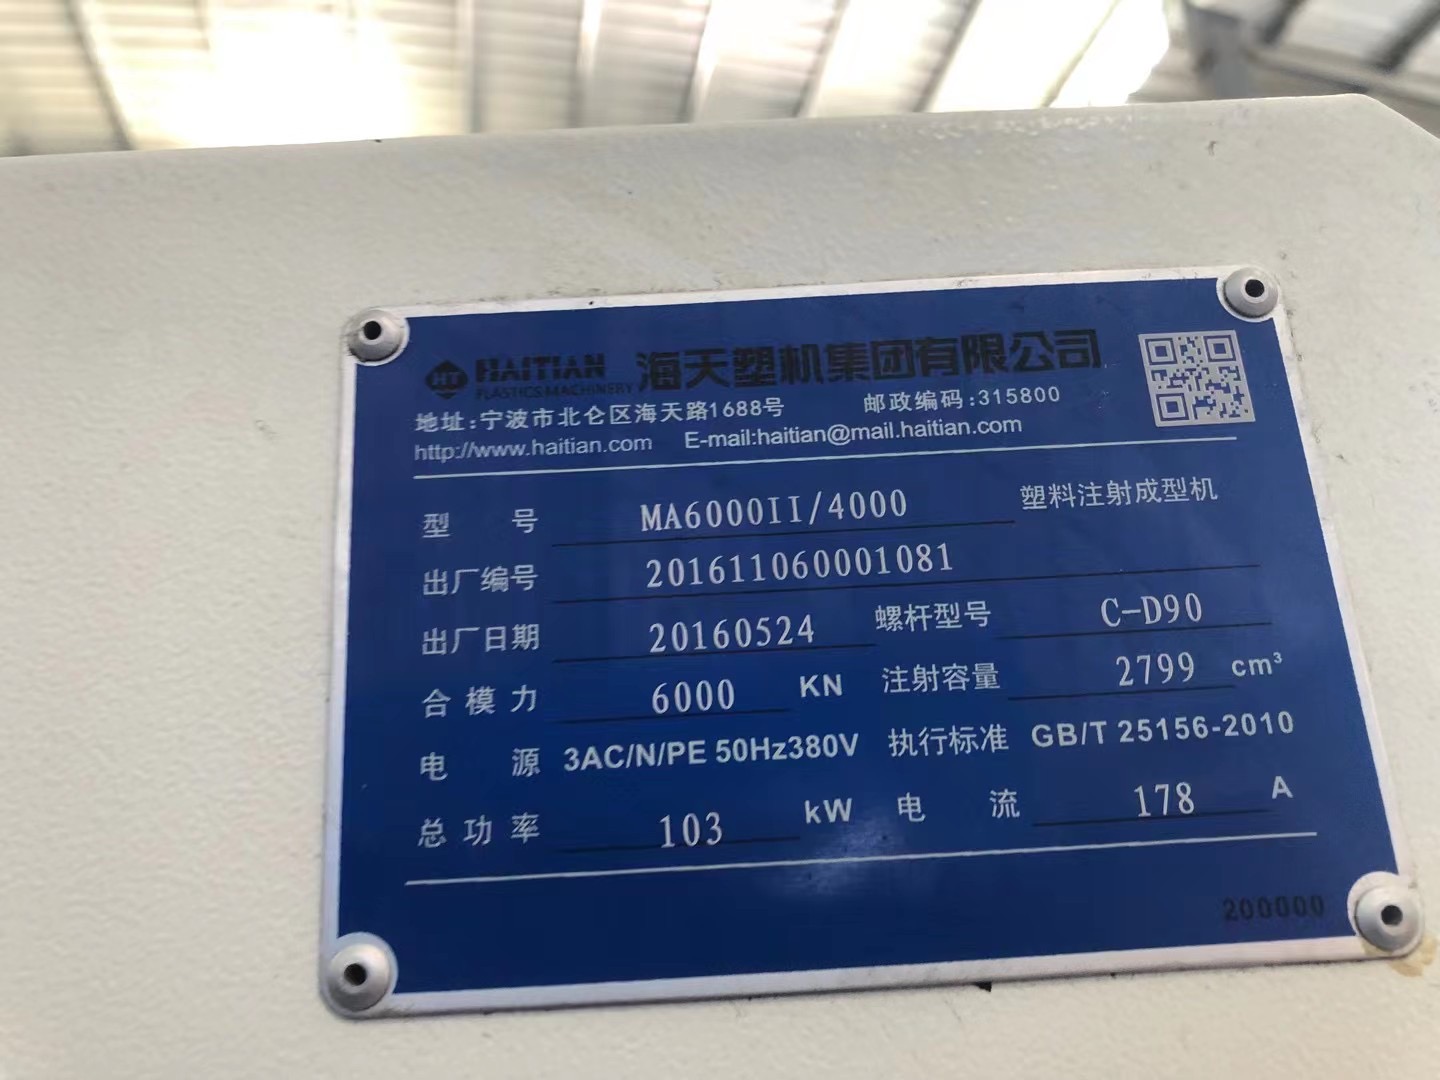 HT HAITIAN 海天塑机集团有限公司
PLASTICS MACHINERY
地址:宁波市北仑区海天路1688号 邮政编码:315800
http://www.haitian.com E-mail:haitian@mail.haitian.com
型 号 MA6000II/4000 塑料注射成型机
出厂编号 201611060001081
出厂日期 20160524 螺杆型号 C-D90
合模力 6000 KN 注射容量 2799 cm³
电 源 3AC/N/PE 50Hz380V 执行标准 GB/T 25156-2010
总功率 103 kW 电 流 178 A
200000